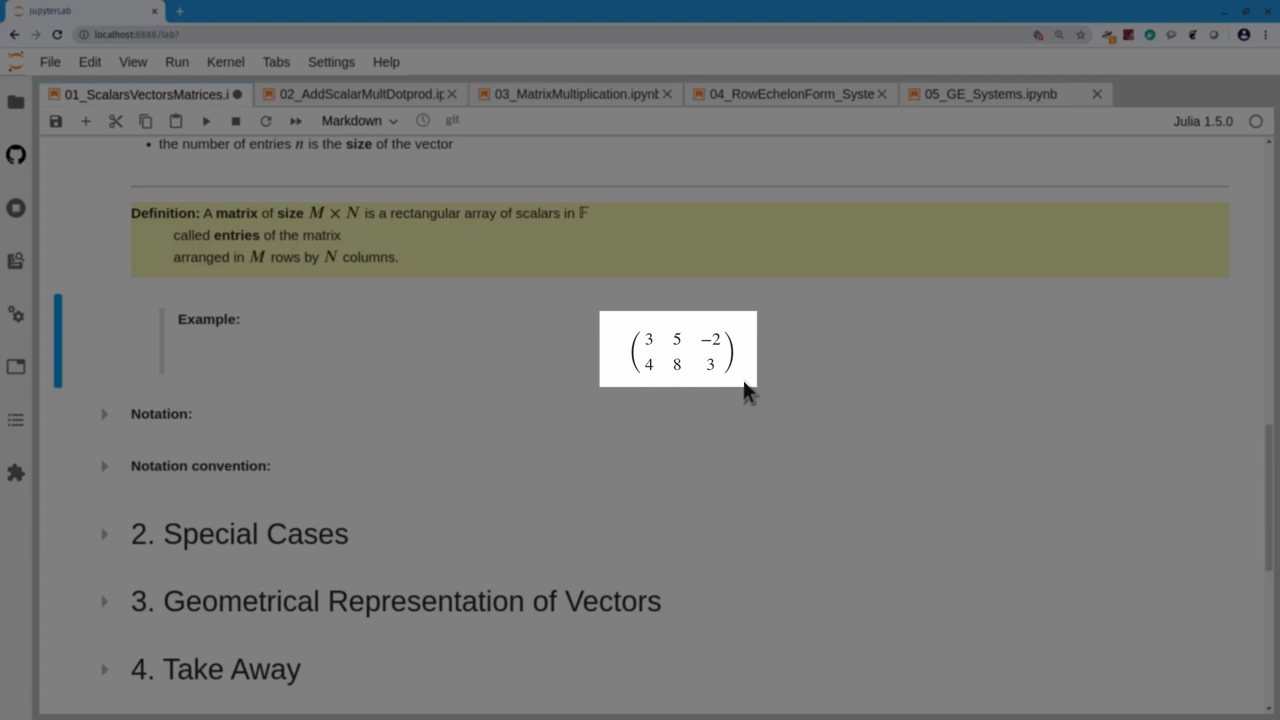 JupyterLab
localhost:8888/lab?
File Edit View Run Kernel Tabs Settings Help
01_ScalarsVectorsMatrices.i 02_AddScalarMultDotprod.ip 03_MatrixMultiplication.ipynb 04_RowEchelonForm_Syste 05_GE_Systems.ipynb
Markdown git Julia 1.5.0
• the number of entries n is the size of the vector
Definition: A matrix of size M × N is a rectangular array of scalars in 𝔽
called entries of the matrix
arranged in M rows by N columns.
Example:
3 5 −2
4 8 3
Notation:
Notation convention:
2. Special Cases
3. Geometrical Representation of Vectors
4. Take Away